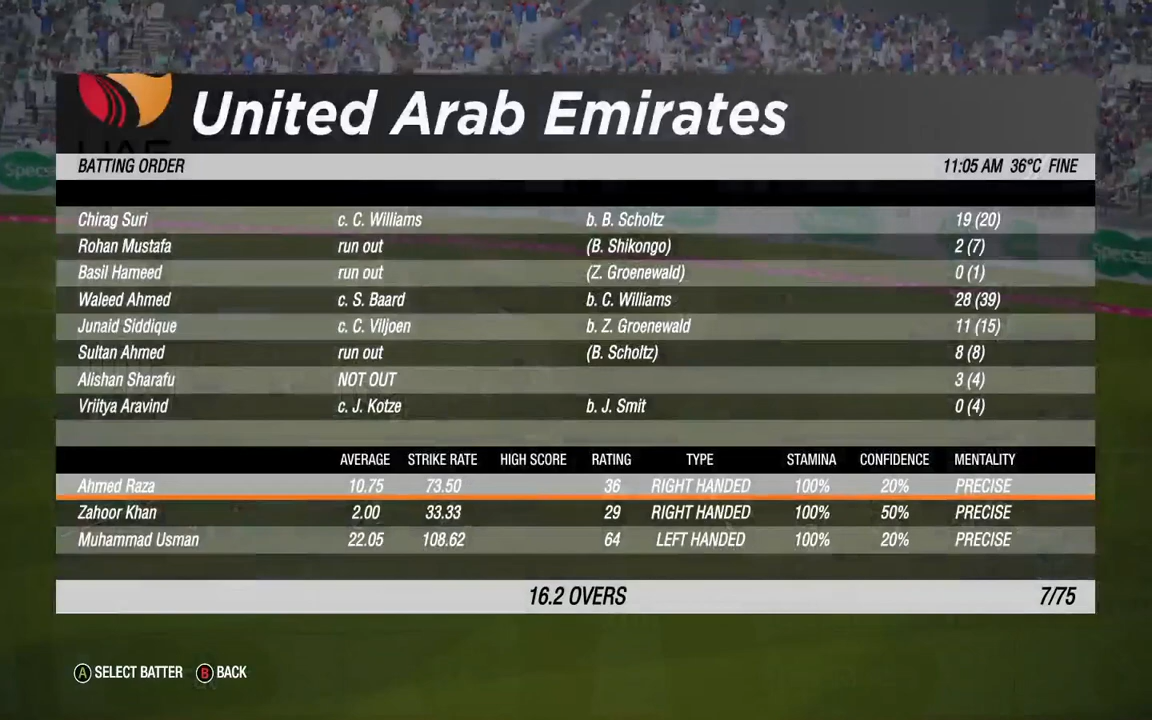 United Arab Emirates
UAE
Specs
BATTING ORDER 11:05 AM 36°C FINE
Chirag Suri c. C. Williams b. B. Scholtz 19 (20)
Rohan Mustafa run out (B. Shikongo) 2 (7)
Specs
Basil Hameed run out (Z. Groenewald) 0 (1)
Waleed Ahmed c. S. Baard b. C. Williams 28 (39)
Junaid Siddique c. C. Viljoen b. Z. Groenewald 11 (15)
Sultan Ahmed run out (B. Scholtz) 8 (8)
Alishan Sharafu NOT OUT 3 (4)
Vriitya Aravind c. J. Kotze b. J. Smit 0 (4)
AVERAGE STRIKE RATE HIGH SCORE RATING TYPE STAMINA CONFIDENCE MENTALITY
Ahmed Raza 10.75 73.50 36 RIGHT HANDED 100% 20% PRECISE
Zahoor Khan 2.00 33.33 29 RIGHT HANDED 100% 50% PRECISE
Muhammad Usman 22.05 108.62 64 LEFT HANDED 100% 20% PRECISE
16.2 OVERS 7/75
A SELECT BATTER B BACK